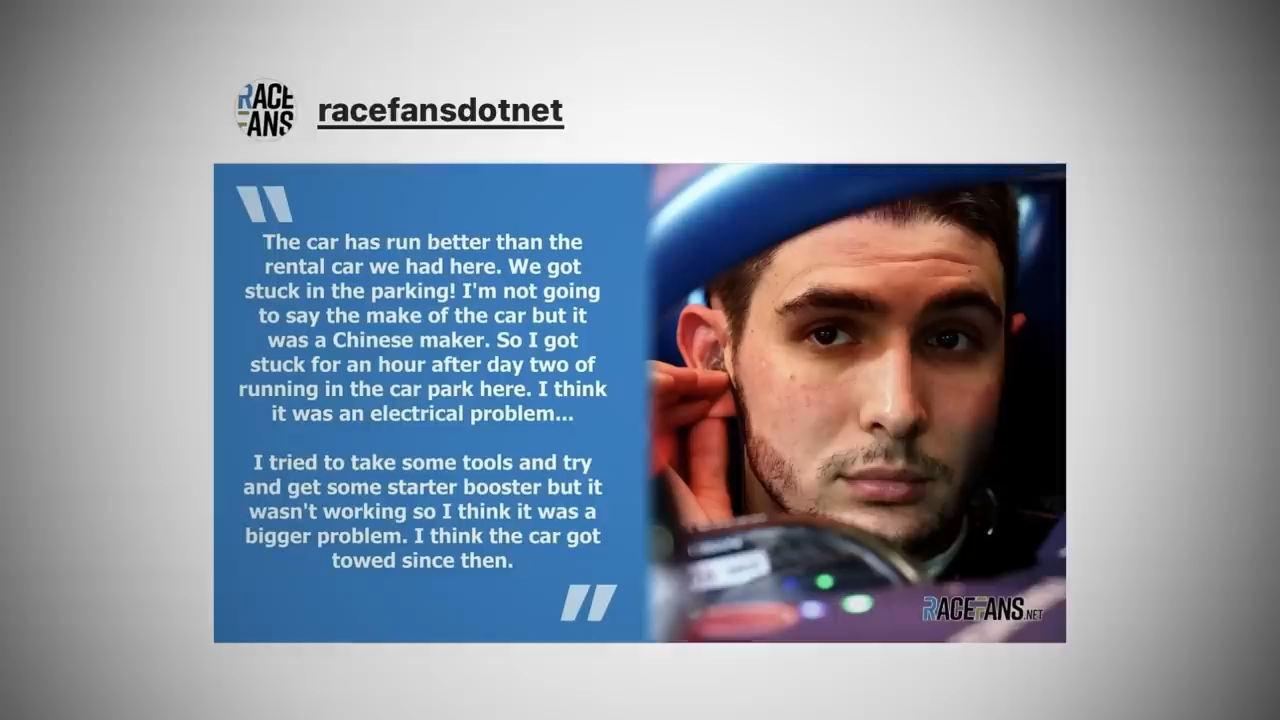 RACE
FANS
racefansdotnet
The car has run better than the
rental car we had here. We got
stuck in the parking! I'm not going
to say the make of the car but it
was a Chinese maker. So I got
stuck for an hour after day two of
running in the car park here. I think
it was an electrical problem...
I tried to take some tools and try
and get some starter booster but it
wasn't working so I think it was a
bigger problem. I think the car got
towed since then.
RACEFANS.NET